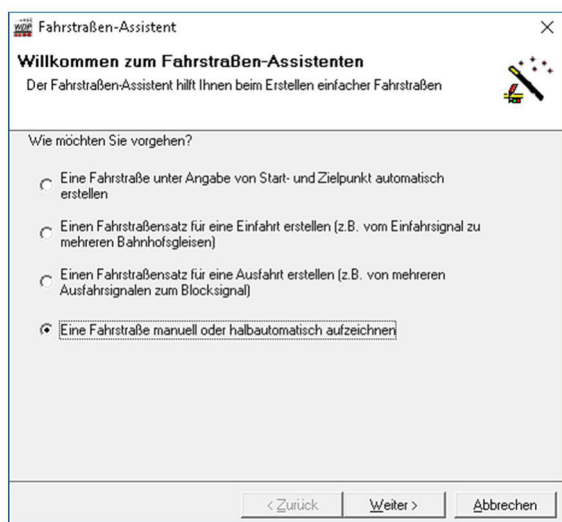 WDP Fahrstraßen-Assistent
Willkommen zum Fahrstraßen-Assistenten
Der Fahrstraßen-Assistent hilft Ihnen beim Erstellen einfacher Fahrstraßen
Wie möchten Sie vorgehen?
Eine Fahrstraße unter Angabe von Start- und Zielpunkt automatisch
erstellen
Einen Fahrstraßensatz für eine Einfahrt erstellen (z.B. vom Einfahrsignal zu
mehreren Bahnhofsgleisen)
Einen Fahrstraßensatz für eine Ausfahrt erstellen (z.B. von mehreren
Ausfahrsignalen zum Blocksignal)
Eine Fahrstraße manuell oder halbautomatisch aufzeichnen
< Zurück Weiter > Abbrechen